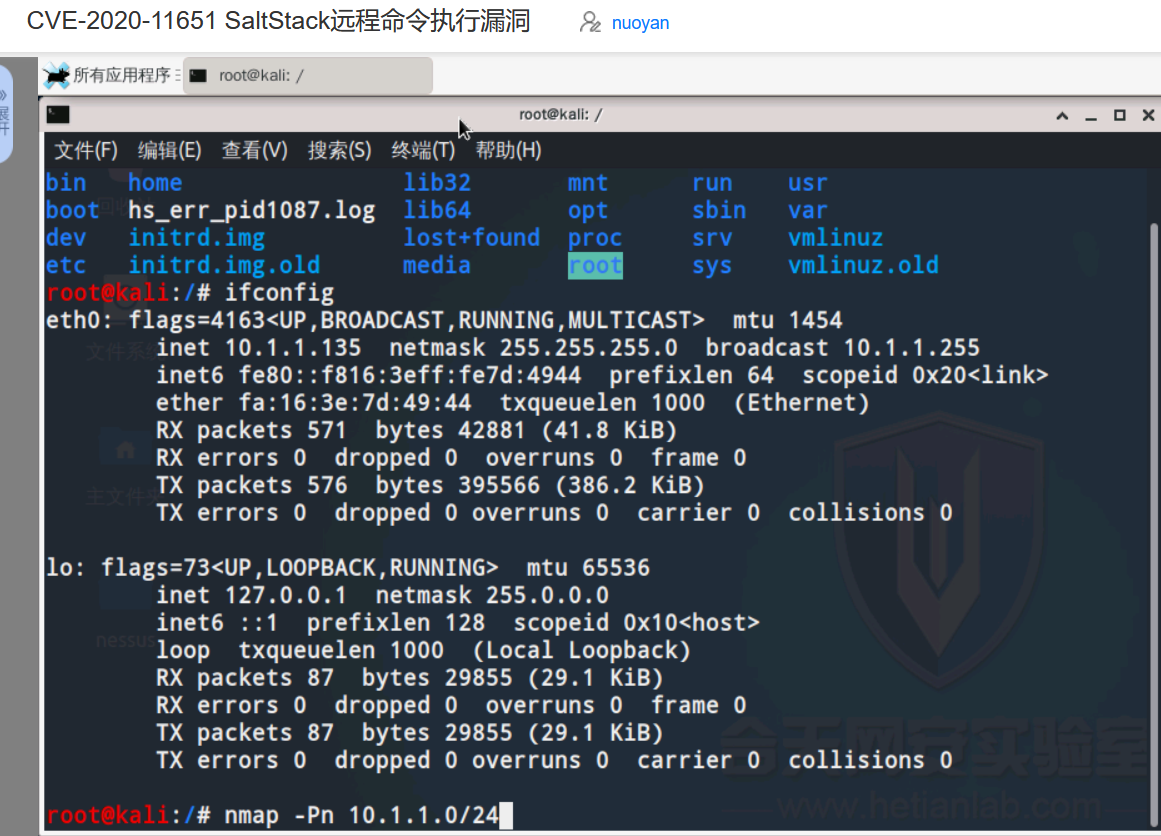 CVE-2020-11651 SaltStack远程命令执行漏洞 nuoyan
所有应用程序 root@kali: /
展开
root@kali: /
文件(F) 编辑(E) 查看(V) 搜索(S) 终端(T) 帮助(H)
bin home lib32 mnt run usr
boot hs_err_pid1087.log lib64 opt sbin var
dev initrd.img lost+found proc srv vmlinuz
etc initrd.img.old media root sys vmlinuz.old
root@kali:/# ifconfig
eth0: flags=4163<UP,BROADCAST,RUNNING,MULTICAST> mtu 1454
文件系统
inet 10.1.1.135 netmask 255.255.255.0 broadcast 10.1.1.255
inet6 fe80::f816:3eff:fe7d:4944 prefixlen 64 scopeid 0x20<link>
ether fa:16:3e:7d:49:44 txqueuelen 1000 (Ethernet)
RX packets 571 bytes 42881 (41.8 KiB)
RX errors 0 dropped 0 overruns 0 frame 0
TX packets 576 bytes 395566 (386.2 KiB)
主文件夹
TX errors 0 dropped 0 overruns 0 carrier 0 collisions 0
lo: flags=73<UP,LOOPBACK,RUNNING> mtu 65536
inet 127.0.0.1 netmask 255.0.0.0
inet6 ::1 prefixlen 128 scopeid 0x10<host>
nessus
loop txqueuelen 1000 (Local Loopback)
RX packets 87 bytes 29855 (29.1 KiB)
RX errors 0 dropped 0 overruns 0 frame 0
TX packets 87 bytes 29855 (29.1 KiB)
TX errors 0 dropped 0 overruns 0 carrier 0 collisions 0
合天网安实验室
www.hetianlab.com
root@kali:/# nmap -Pn 10.1.1.0/24